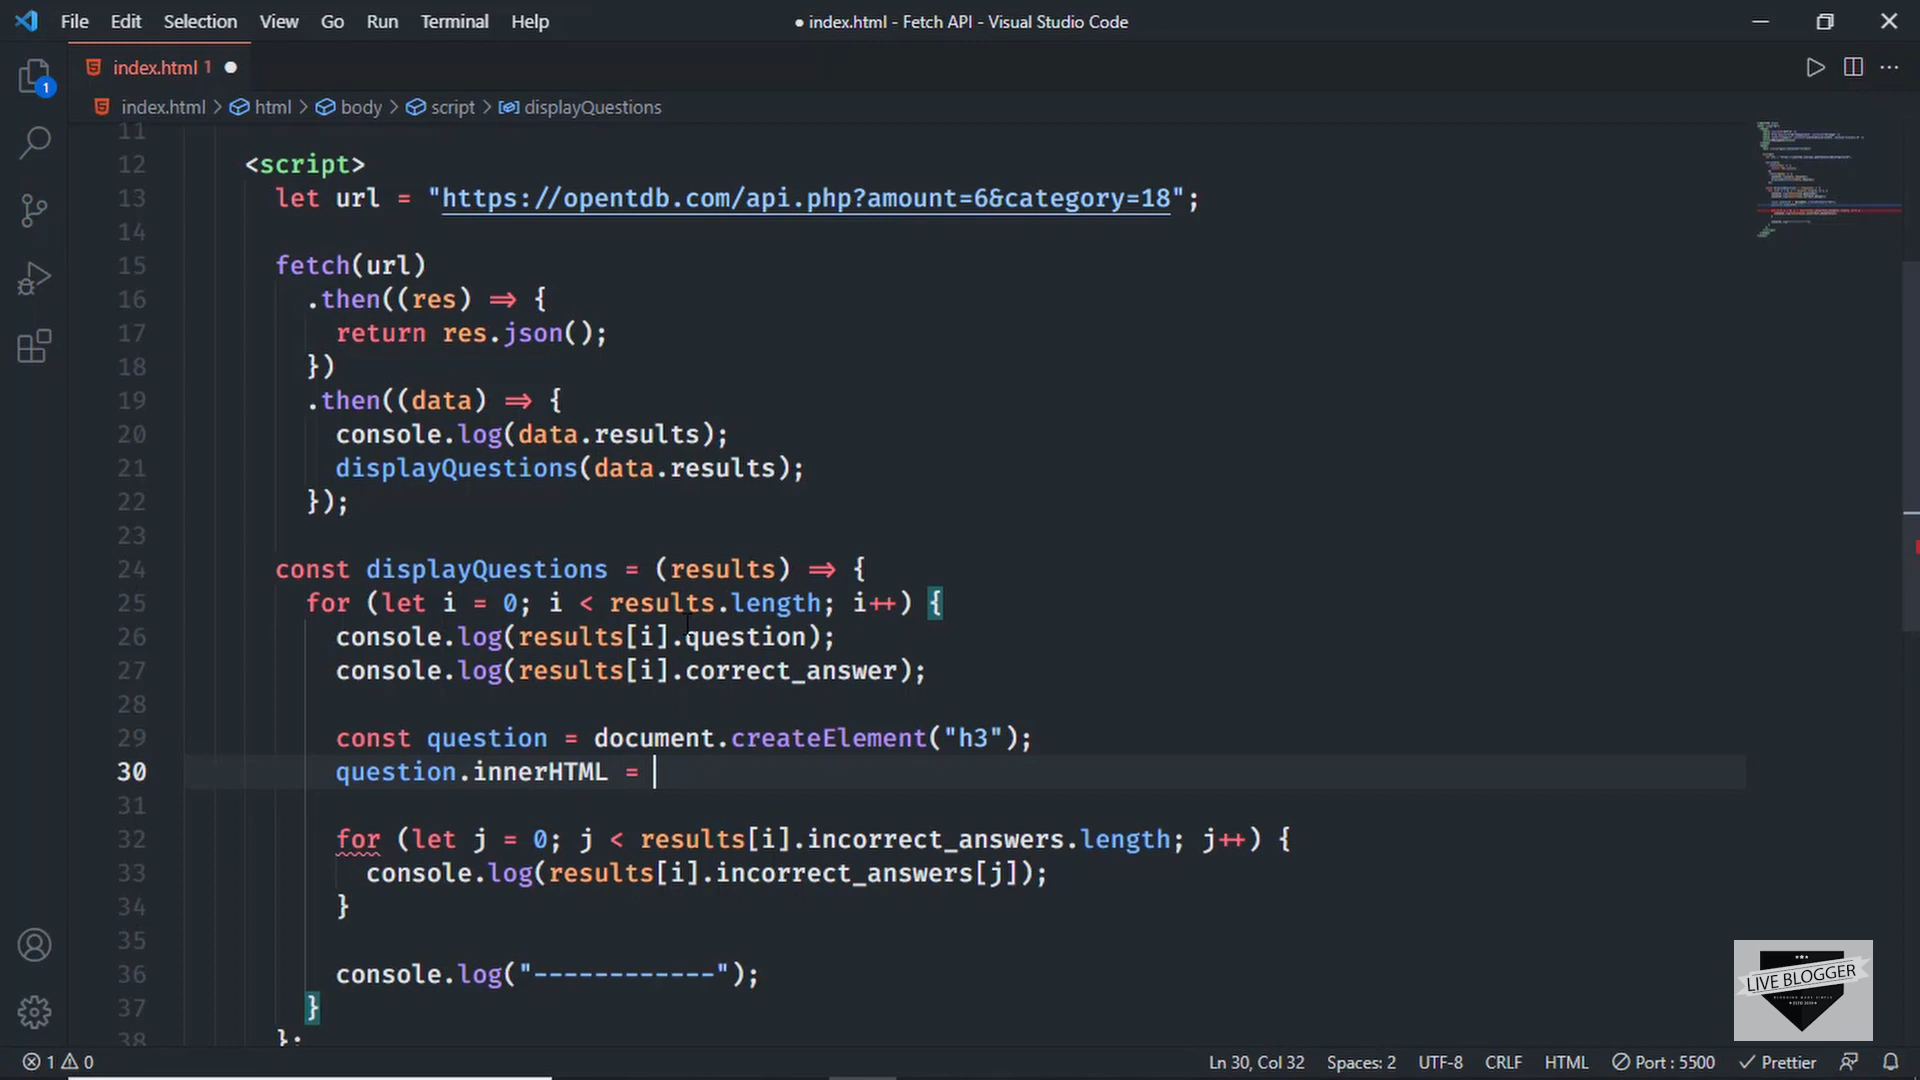 File Edit Selection View Go Run Terminal Help
● index.html - Fetch API - Visual Studio Code
index.html 1
index.html > html > body > script > displayQuestions
1
11
12 <script>
13 let url = "https://opentdb.com/api.php?amount=6&category=18";
14
15 fetch(url)
16 .then((res) => {
17 return res.json();
18 })
19 .then((data) => {
20 console.log(data.results);
21 displayQuestions(data.results);
22 });
23
24 const displayQuestions = (results) => {
25 for (let i = 0; i < results.length; i++) {
26 console.log(results[i].question);
27 console.log(results[i].correct_answer);
28
29 const question = document.createElement("h3");
30 question.innerHTML =
31
32 for (let j = 0; j < results[i].incorrect_answers.length; j++) {
33 console.log(results[i].incorrect_answers[j]);
34 }
35
36 console.log("------------");
37 }
38 };
LIVE BLOGGER
1 0
Ln 30, Col 32 Spaces: 2 UTF-8 CRLF HTML Port : 5500 Prettier